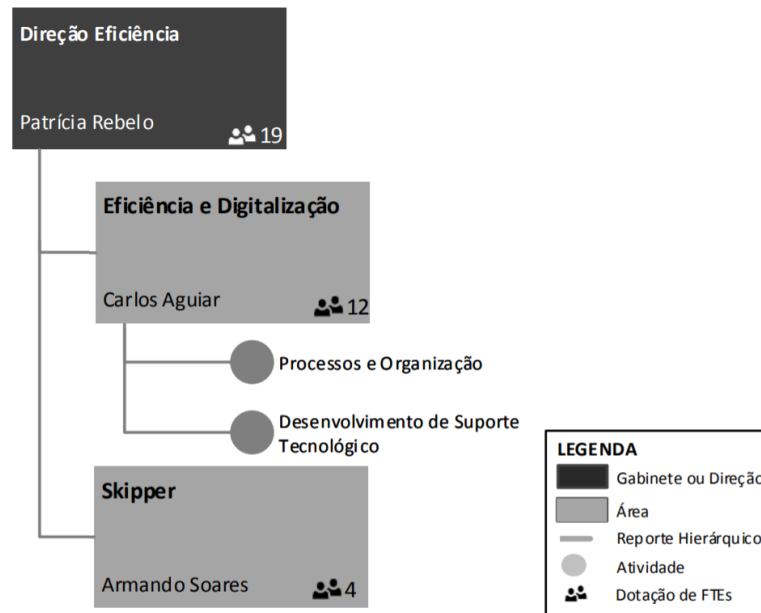 Direção Eficiência
Patrícia Rebelo
19
Eficiência e Digitalização
Carlos Aguiar
12
Processos e Organização
Desenvolvimento de Suporte
Tecnológico
Skipper
Armando Soares
4
LEGENDA
Gabinete ou Direção
Área
Reporte Hierárquico
Atividade
Dotação de FTEs